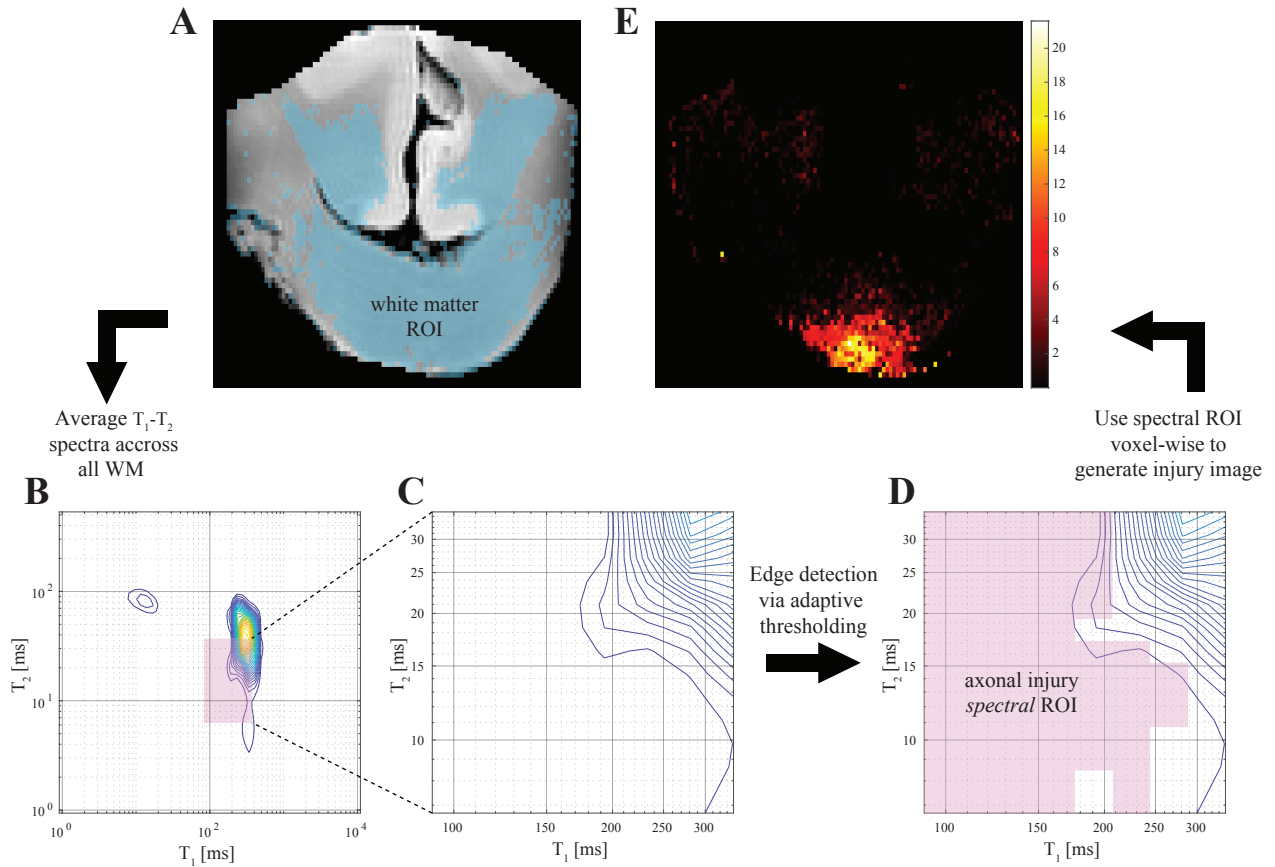 A
E
white matter
ROI
20
18
16
14
12
10
8
6
4
2
Average T₁-T₂
spectra accross
all WM
Use spectral ROI
voxel-wise to
generate injury image
B
T₂ [ms]
10²
10¹
10⁰
10⁰
10²
10⁴
T₁ [ms]
C
T₂ [ms]
30
25
20
15
10
100
150
200
250
300
T₁ [ms]
Edge detection
via adaptive
thresholding
D
T₂ [ms]
30
25
20
15
10
axonal injury
spectral ROI
100
150
200
250
300
T₁ [ms]